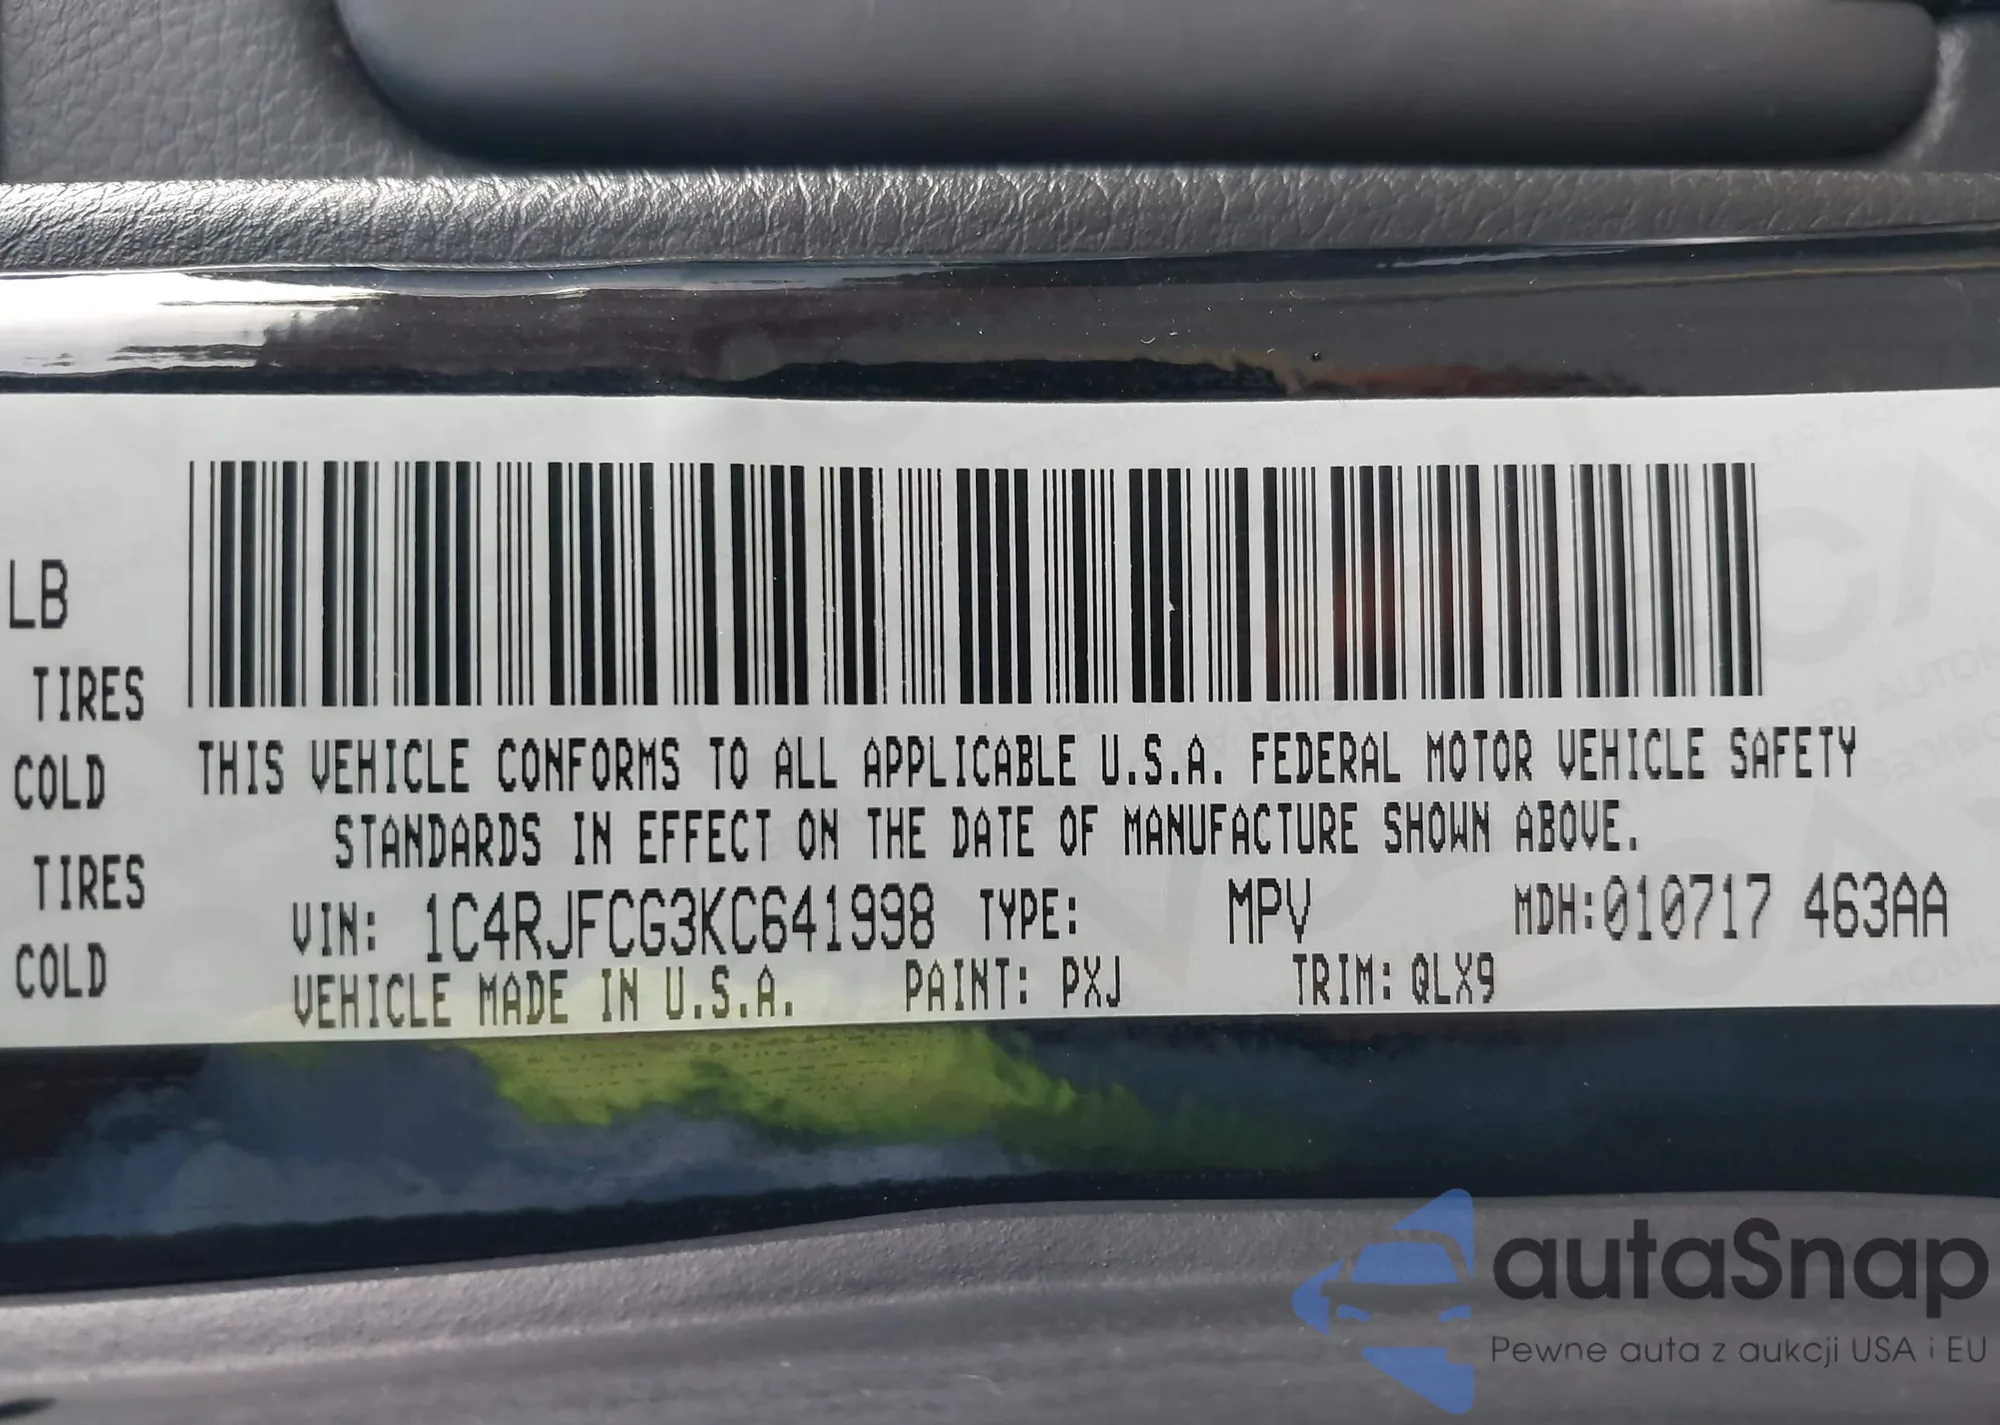 LB
TIRES
COLD
TIRES
COLD
THIS VEHICLE CONFORMS TO ALL APPLICABLE U.S.A. FEDERAL MOTOR VEHICLE SAFETY
STANDARDS IN EFFECT ON THE DATE OF MANUFACTURE SHOWN ABOVE.
VIN: 1C4RJFCG3KC641998 TYPE: MPV MDH:010717 463AA
VEHICLE MADE IN U.S.A. PAINT: PXJ TRIM: QLX9
autaSnap
Pewne auta z aukcji USA i EU